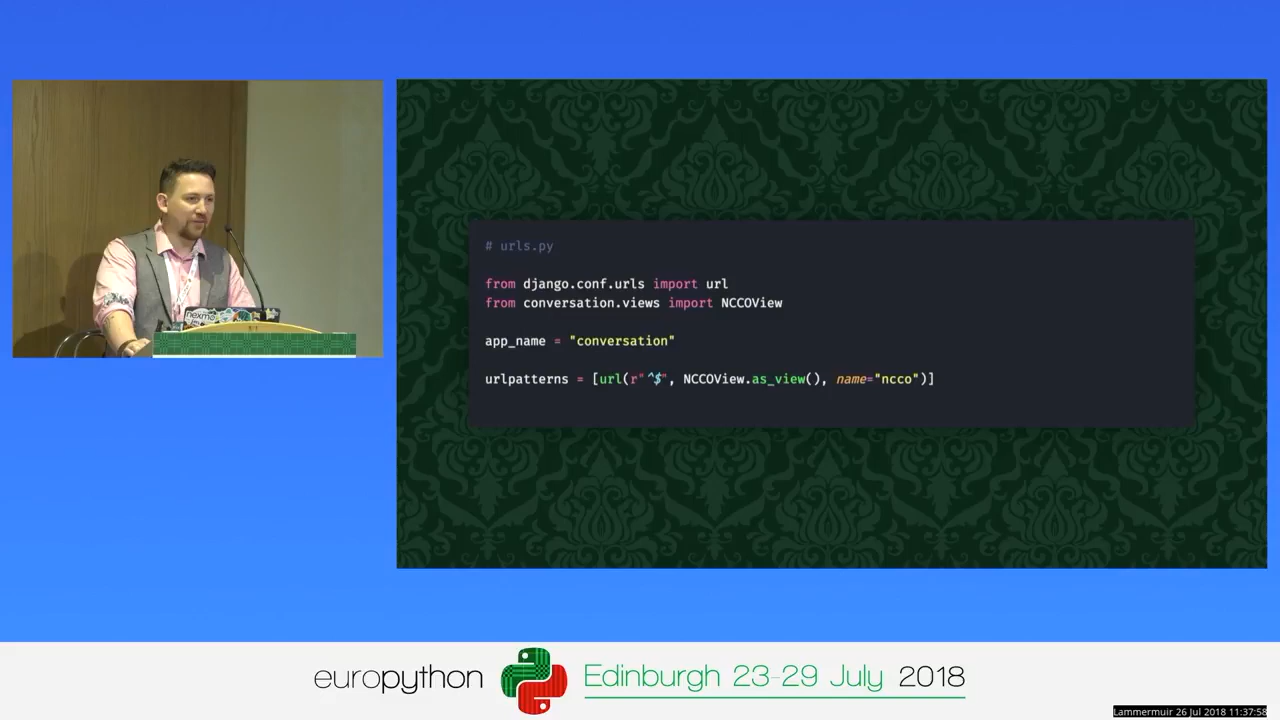 nexmo
# urls.py
from django.conf.urls import url
from conversation.views import NCCOView
app_name = "conversation"
urlpatterns = [url(r"^$", NCCOView.as_view(), name="ncco")]
europython
Edinburgh 23-29 July 2018
Lammermuir 26 Jul 2018 11:37:58